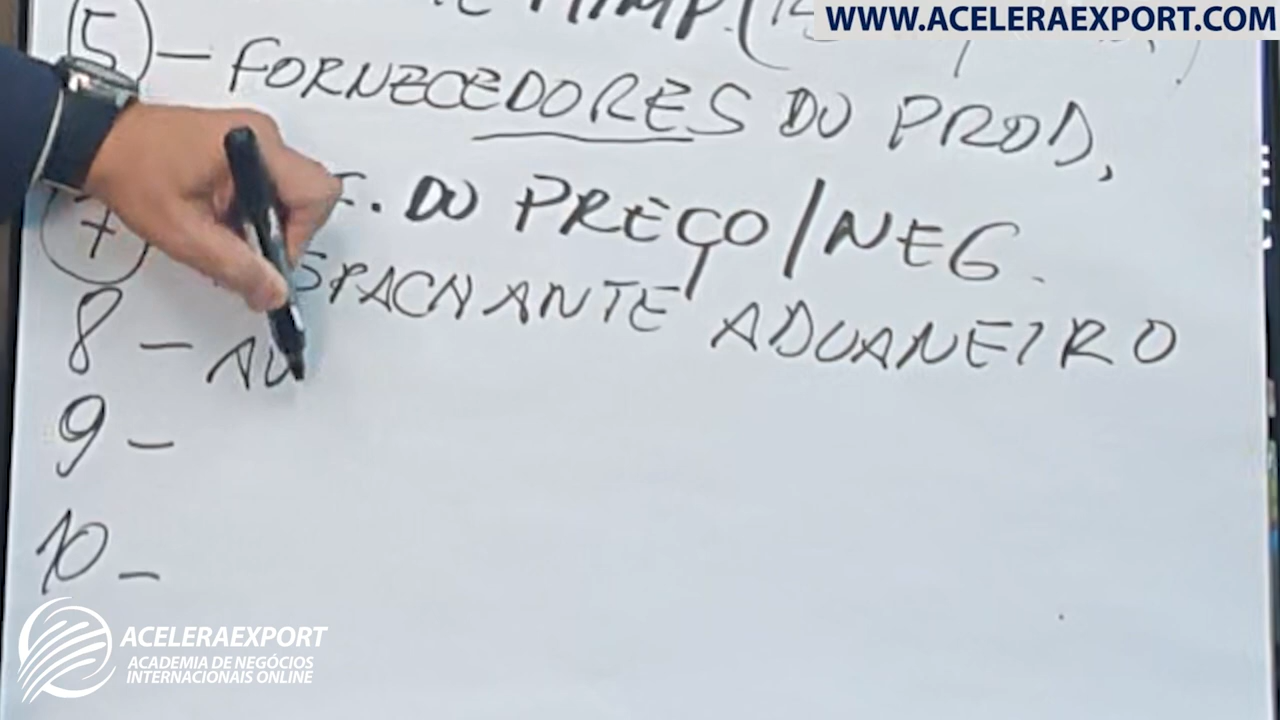 WWW.ACELERAEXPORT.COM
5 - FORNECEDORES DO PROD,
DO PREÇO/NEG.
7 ADUANEIRO
8 -
9 -
10 -
ACELERAEXPORT
ACADEMIA DE NEGÓCIOS
INTERNACIONAIS ONLINE